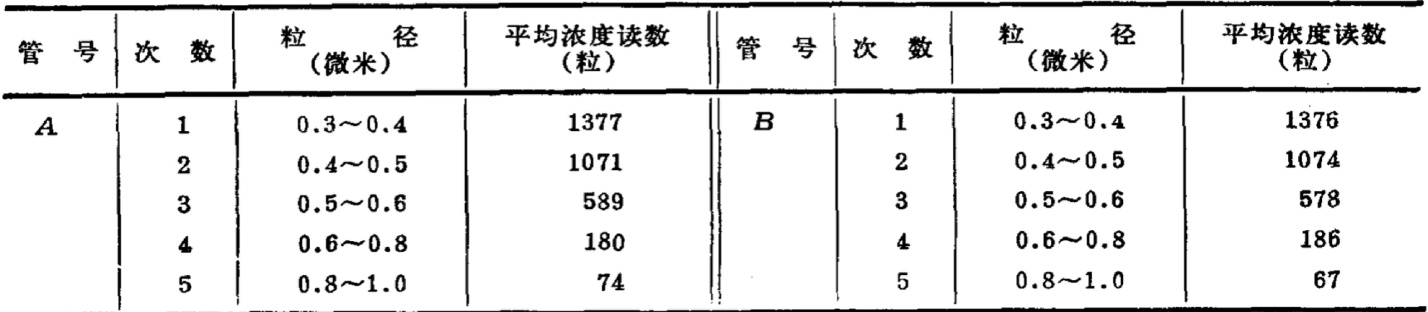 管 号 次 数 粒 径 (微米) 平均浓度读数 (粒) 管 号 次 数 粒 径 (微米) 平均浓度读数 (粒)
A 1 0.3～0.4 1377 B 1 0.3～0.4 1376
2 0.4～0.5 1071 2 0.4～0.5 1074
3 0.5～0.6 589 3 0.5～0.6 578
4 0.6～0.8 180 4 0.6～0.8 186
5 0.8～1.0 74 5 0.8～1.0 67